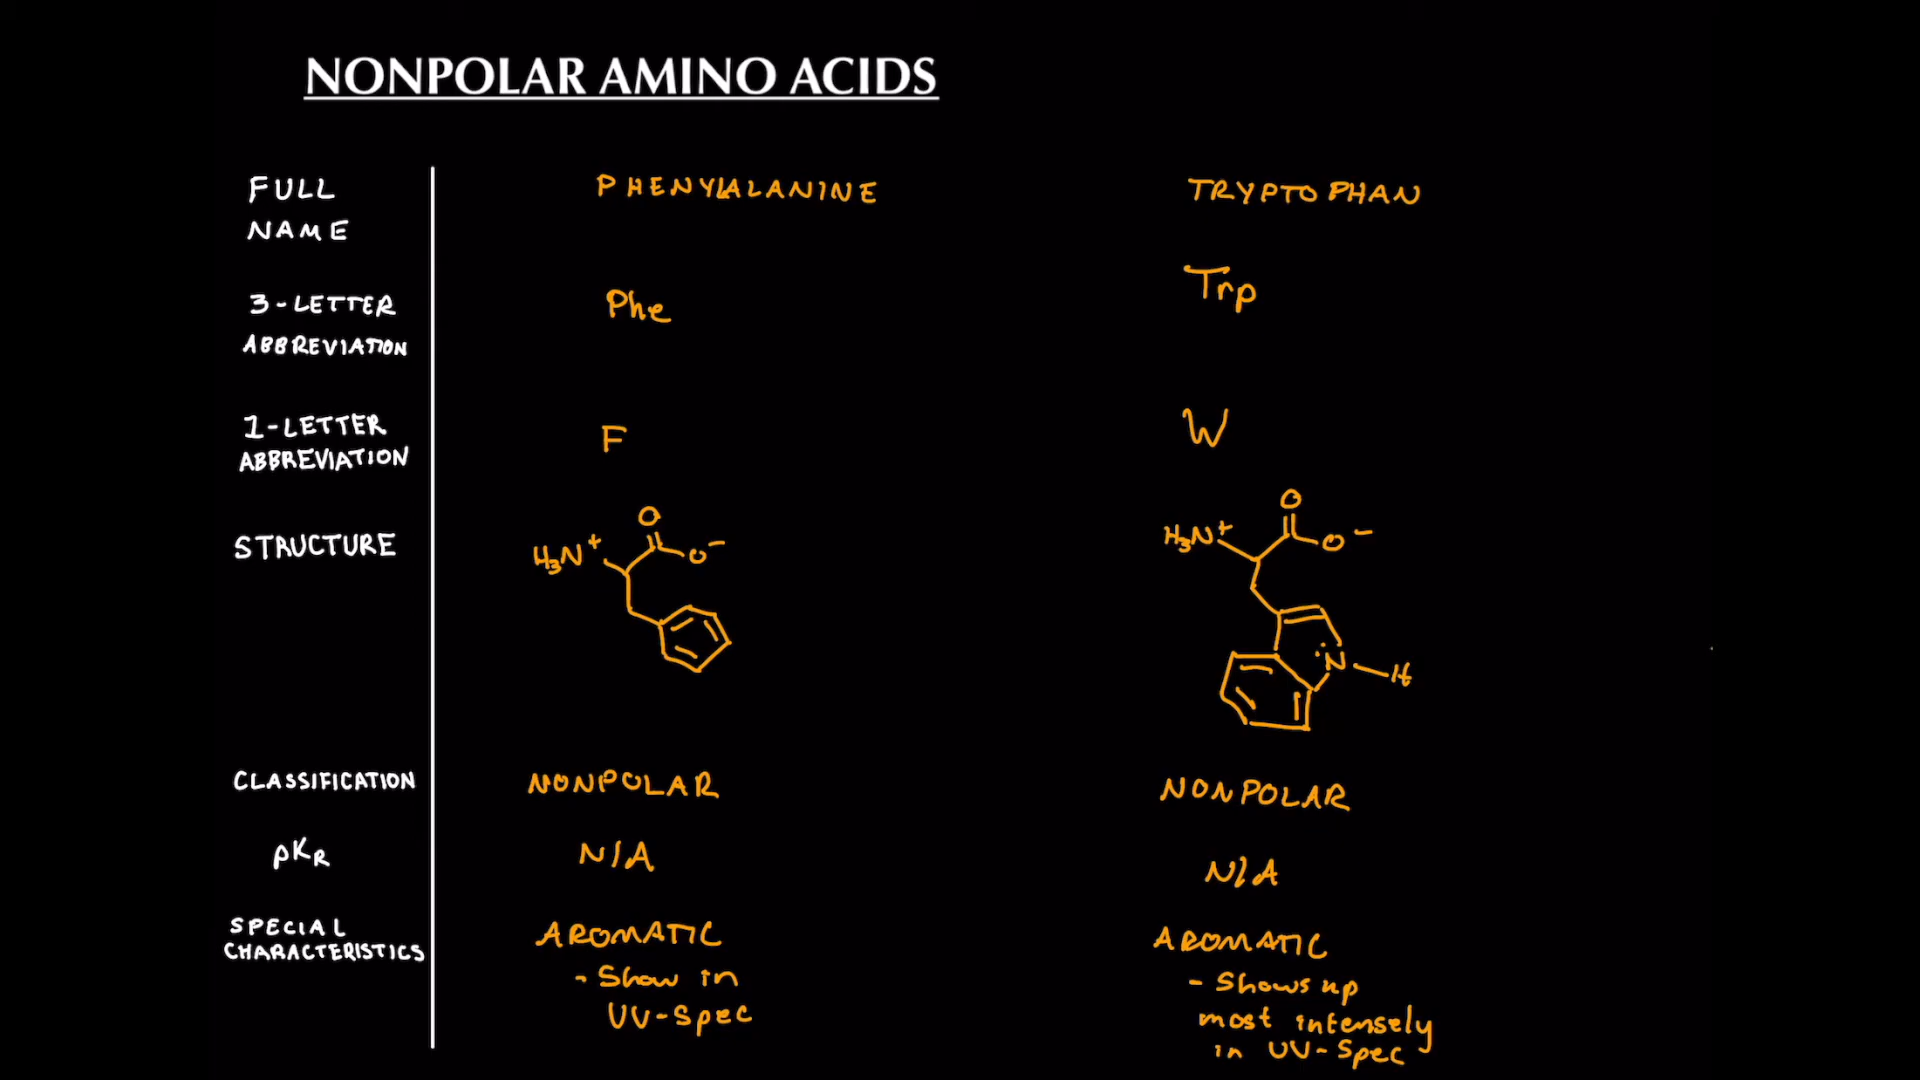 NONPOLAR AMINO ACIDS
FULL
NAME
PHENYLALANINE
TRYPTOPHAN
3-LETTER
ABBREVIATION
Phe
Trp
1-LETTER
ABBREVIATION
F
W
STRUCTURE
O
H₃N⁺
O⁻
O
H₃N⁺
O⁻
N-H
CLASSIFICATION
NONPOLAR
NONPOLAR
pKR
N/A
N/A
SPECIAL
CHARACTERISTICS
AROMATIC
- Show in
UV-Spec
AROMATIC
- Shows up
most intensely
in UV-Spec